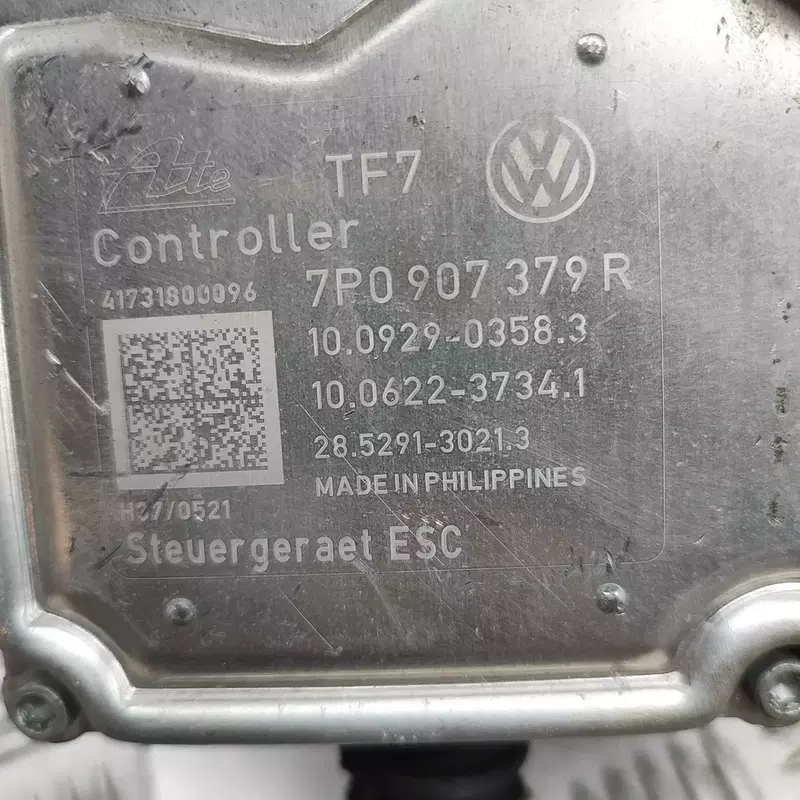 Ate TF7
Controller
41731800096 7P0 907 379 R
10.0929-0358.3
10.0622-3734.1
28.5291-3021.3
MADE IN PHILIPPINES
H37/0521
Steuergeraet ESC